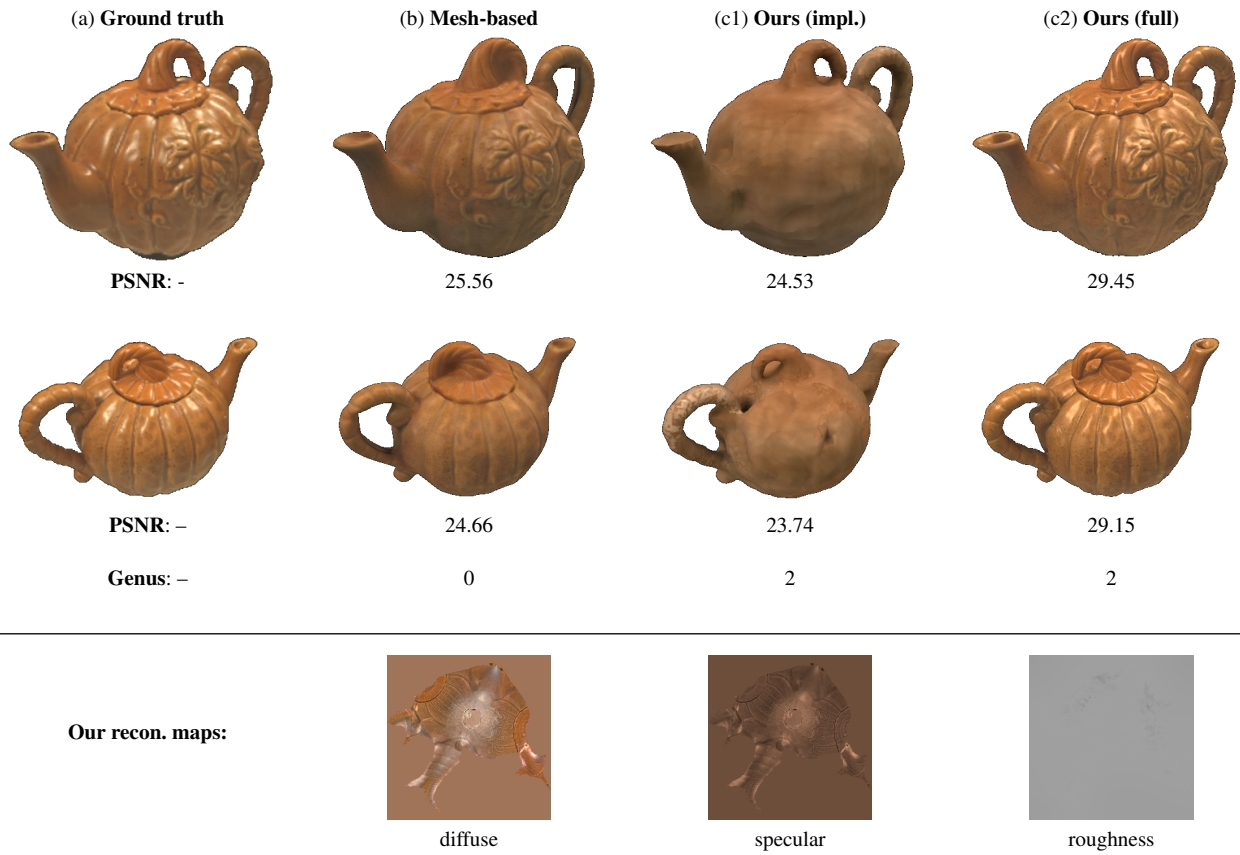 (a) Ground truth (b) Mesh-based (c1) Ours (impl.) (c2) Ours (full)
PSNR: - 25.56 24.53 29.45
PSNR: – 24.66 23.74 29.15
Genus: – 0 2 2
Our recon. maps:
diffuse specular roughness